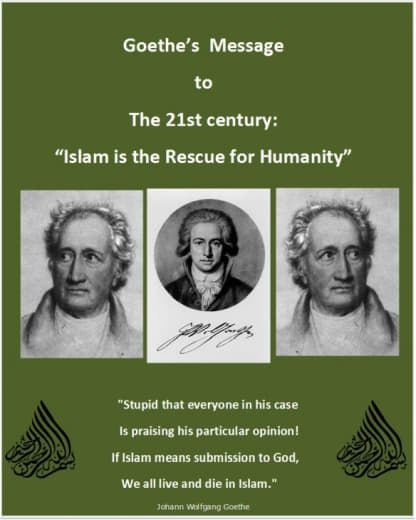 Goethe’s Message
to
The 21st century:
“Islam is the Rescue for Humanity”
"Stupid that everyone in his case
Is praising his particular opinion!
If Islam means submission to God,
We all live and die in Islam."
Johann Wolfgang Goethe